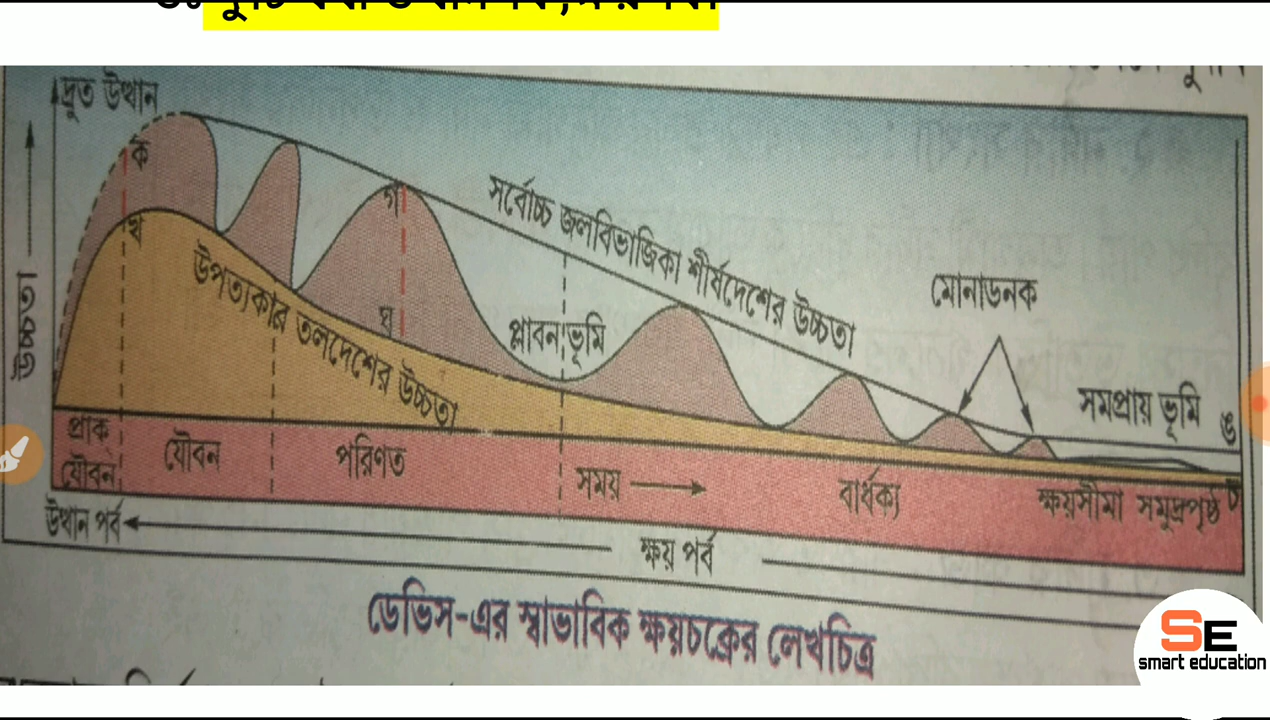 দ্রুত উত্থান
ক
খ
গ
ঘ
উচ্চতা
সর্বোচ্চ জলবিভাজিকা শীর্ষদেশের উচ্চতা
উপত্যকার তলদেশের উচ্চতা
প্লাবন ভূমি
মোনাডনক
সমপ্রায় ভূমি
ঙ
চ
প্রাক
যৌবন
যৌবন
পরিণত
সময়
বার্ধক্য
ক্ষয়সীমা সমুদ্রপৃষ্ঠ
উত্থান পর্ব
ক্ষয় পর্ব
ডেভিস-এর স্বাভাবিক ক্ষয়চক্রের লেখচিত্র
SE
smart education